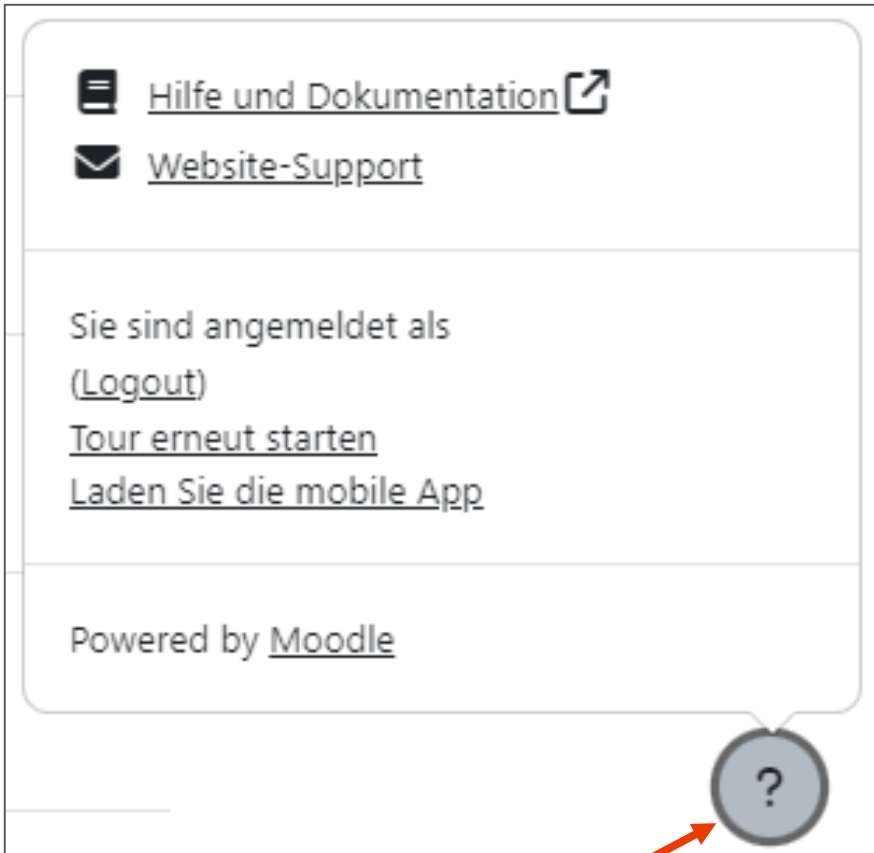 Hilfe und Dokumentation
Website-Support
Sie sind angemeldet als
(Logout)
Tour erneut starten
Laden Sie die mobile App
Powered by Moodle
?